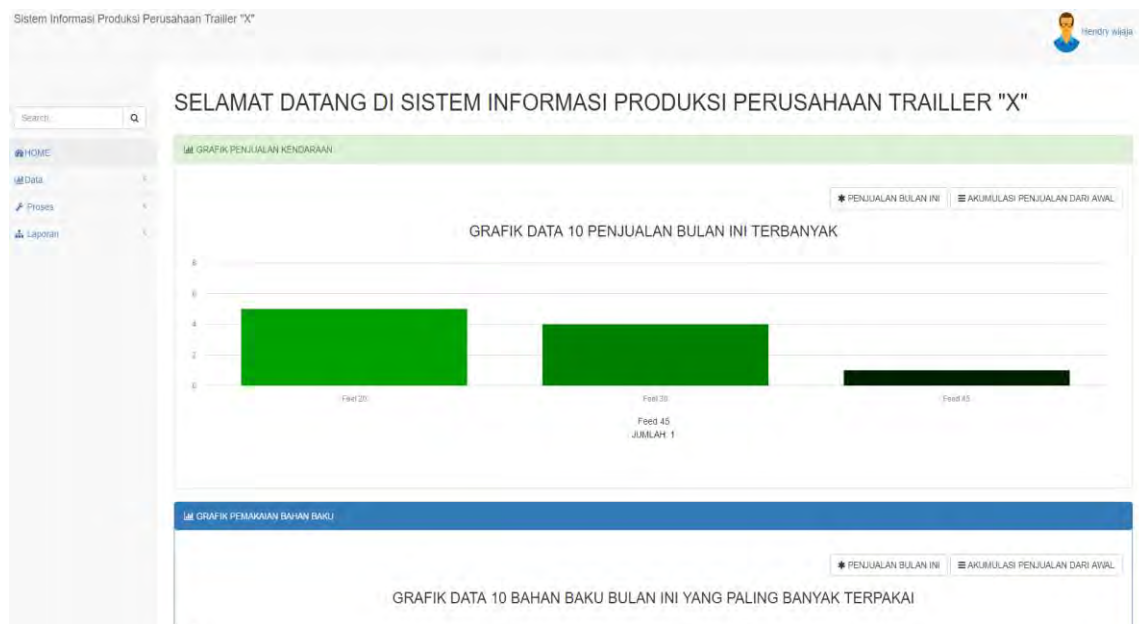 Sistem Informasi Produksi Perusahaan Trailler "X"
Hendry wijaja
SELAMAT DATANG DI SISTEM INFORMASI PRODUKSI PERUSAHAAN TRAILLER "X"
Search...
HOME
Data
Proses
Laporan
GRAFIK PENJUALAN KENDARAAN
PENJUALAN BULAN INI
AKUMULASI PENJUALAN DARI AWAL
GRAFIK DATA 10 PENJUALAN BULAN INI TERBANYAK
8
6
4
2
0
Feet 20
Feet
Feed 45
Feed 45
JUMLAH: 1
GRAFIK PEMAKAIAN BAHAN BAKU
PENJUALAN BULAN INI
AKUMULASI PENJUALAN DARI AWAL
GRAFIK DATA 10 BAHAN BAKU BULAN INI YANG PALING BANYAK TERPAKAI